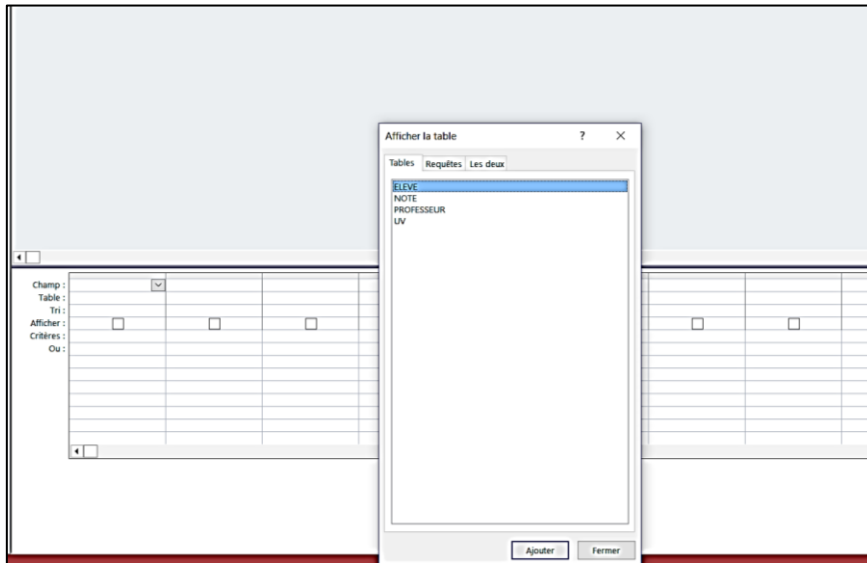 Afficher la table ? ×
Tables Requêtes Les deux
ELEVE
NOTE
PROFESSEUR
UV
Champ :
Table :
Tri :
Afficher :
Critères :
Ou :
Ajouter Fermer